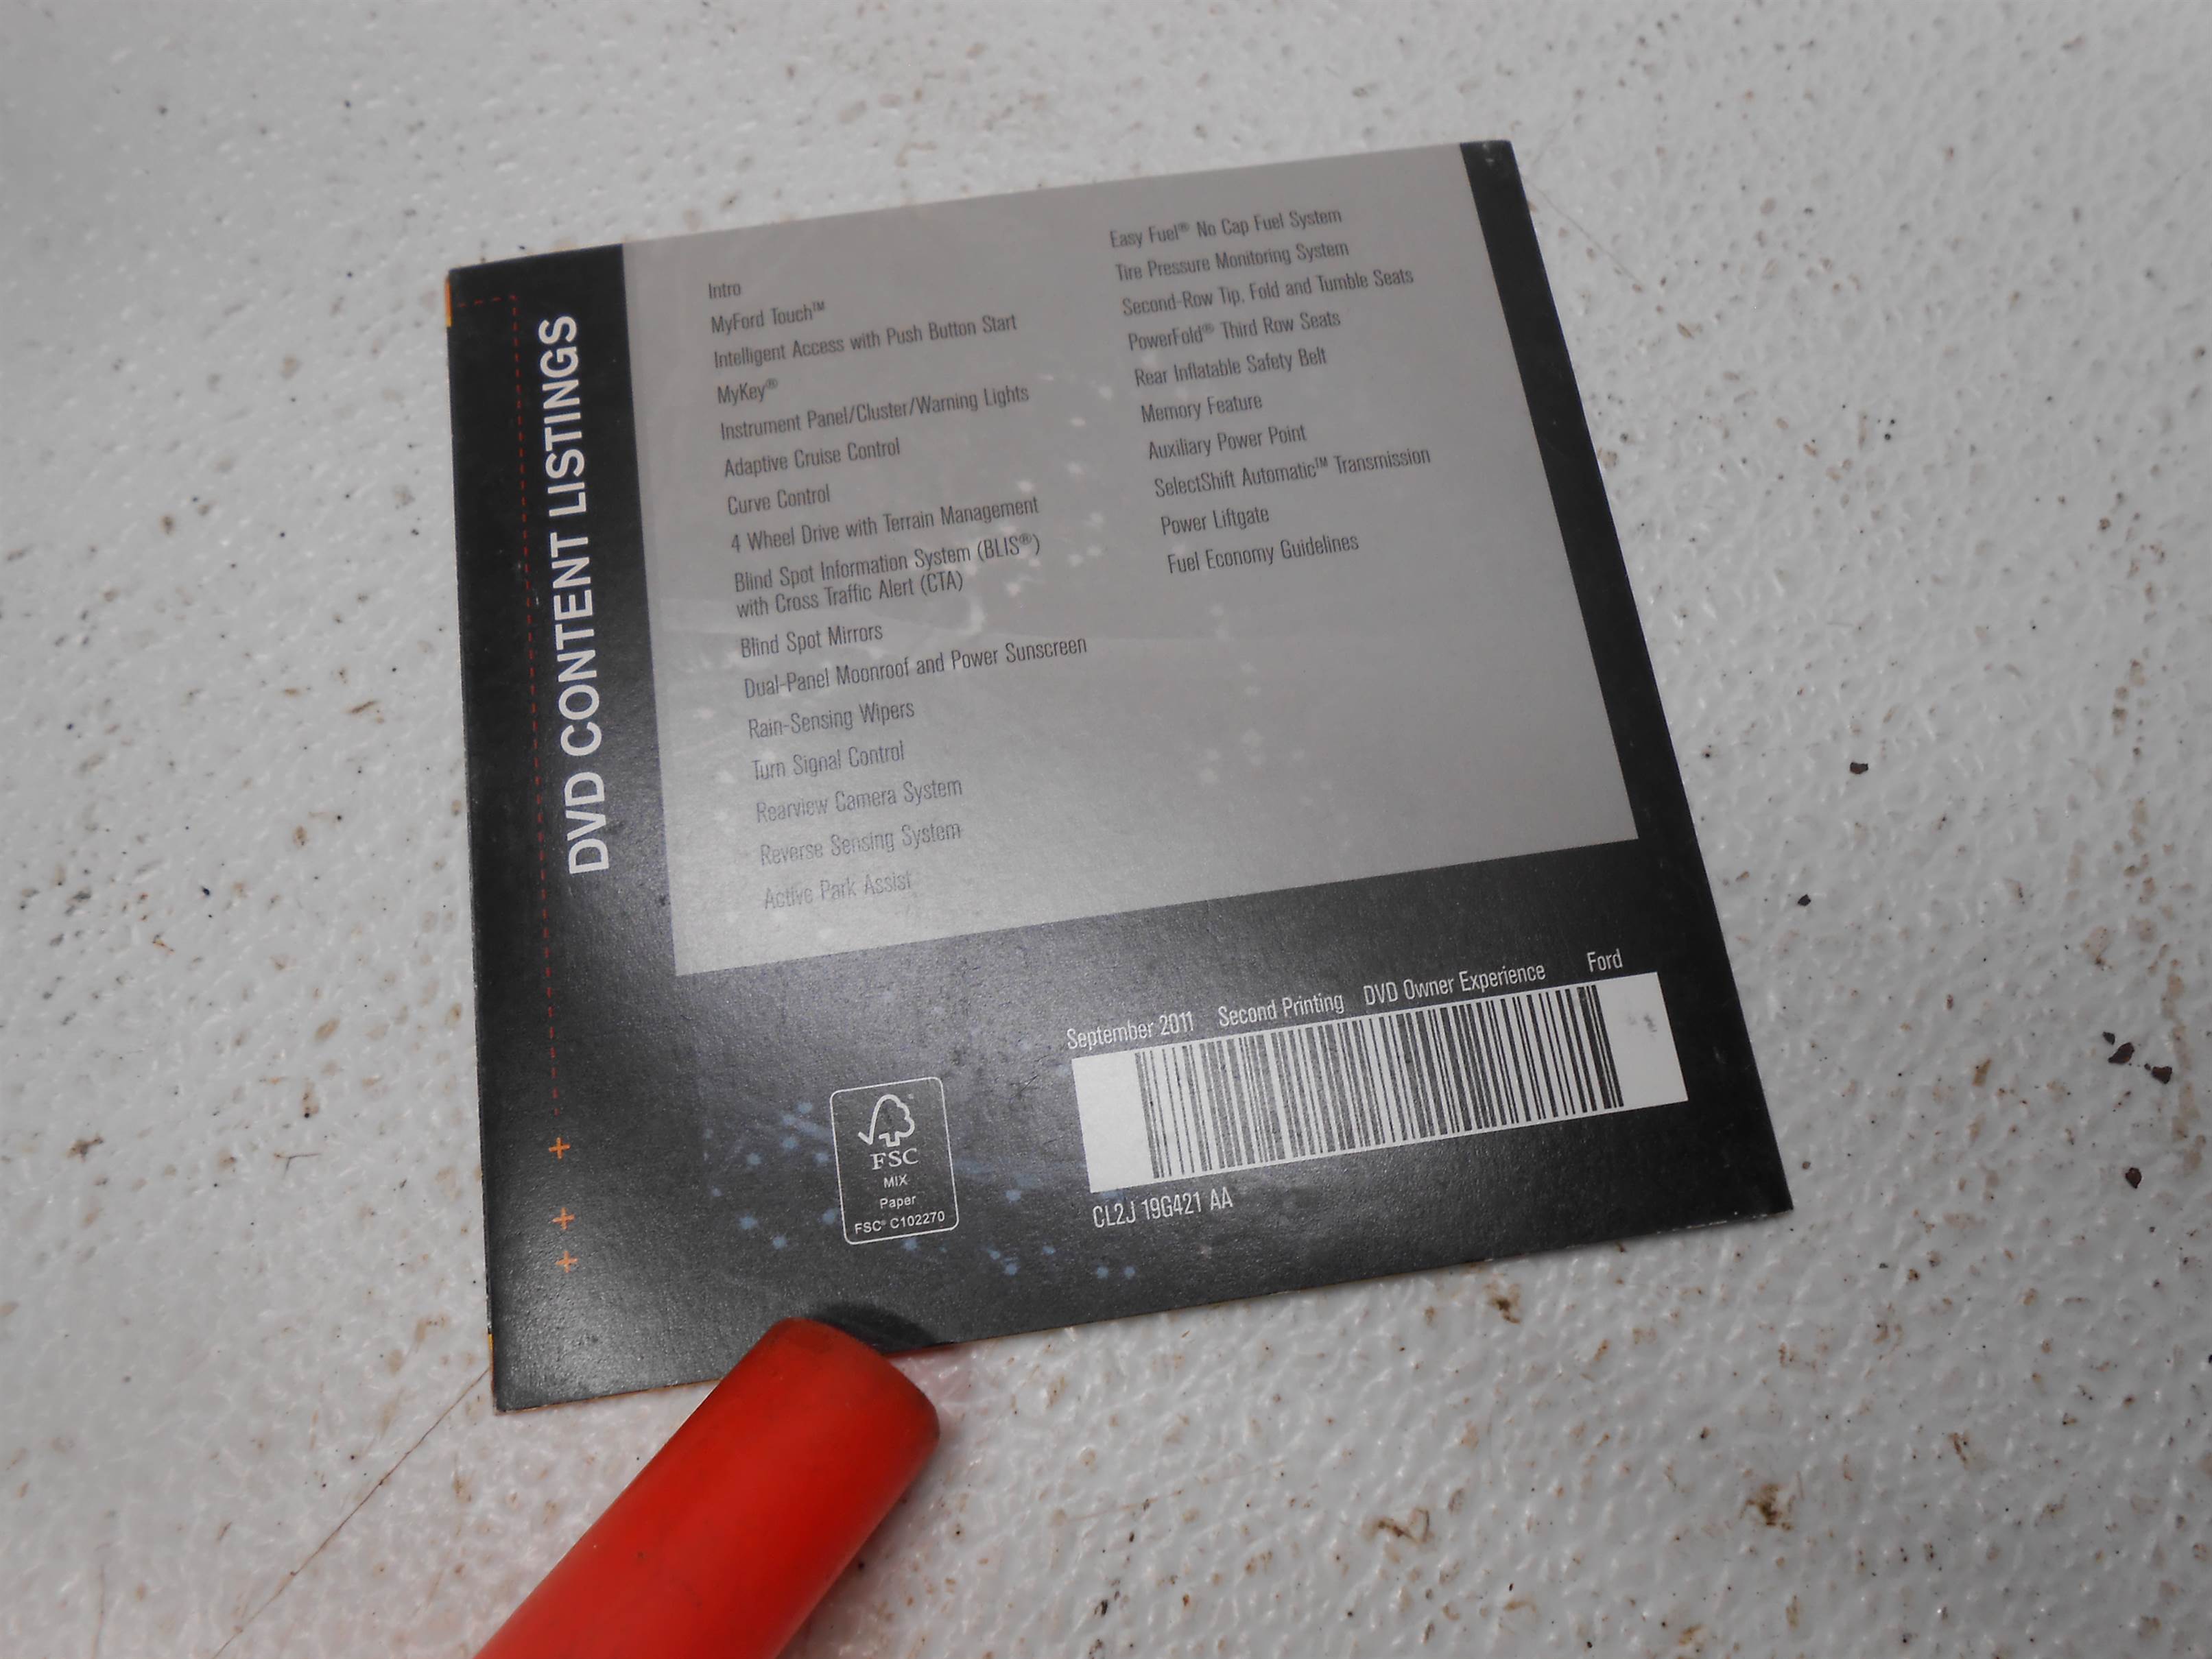 DVD CONTENT LISTINGS
Intro
MyFord Touch™
Intelligent Access with Push Button Start
MyKey®
Instrument Panel/Cluster/Warning Lights
Adaptive Cruise Control
Curve Control
4 Wheel Drive with Terrain Management
Blind Spot Information System (BLIS®)
with Cross Traffic Alert (CTA)
Blind Spot Mirrors
Dual-Panel Moonroof and Power Sunscreen
Rain-Sensing Wipers
Turn Signal Control
Rearview Camera System
Reverse Sensing System
Active Park Assist
Easy Fuel® No Cap Fuel System
Tire Pressure Monitoring System
Second-Row Tip, Fold and Tumble Seats
PowerFold® Third Row Seats
Rear Inflatable Safety Belt
Memory Feature
Auxiliary Power Point
SelectShift Automatic™ Transmission
Power Liftgate
Fuel Economy Guidelines
September 2011 Second Printing DVD Owner Experience Ford
CL2J 19G421 AA
FSC
MIX
Paper
FSC® C102270